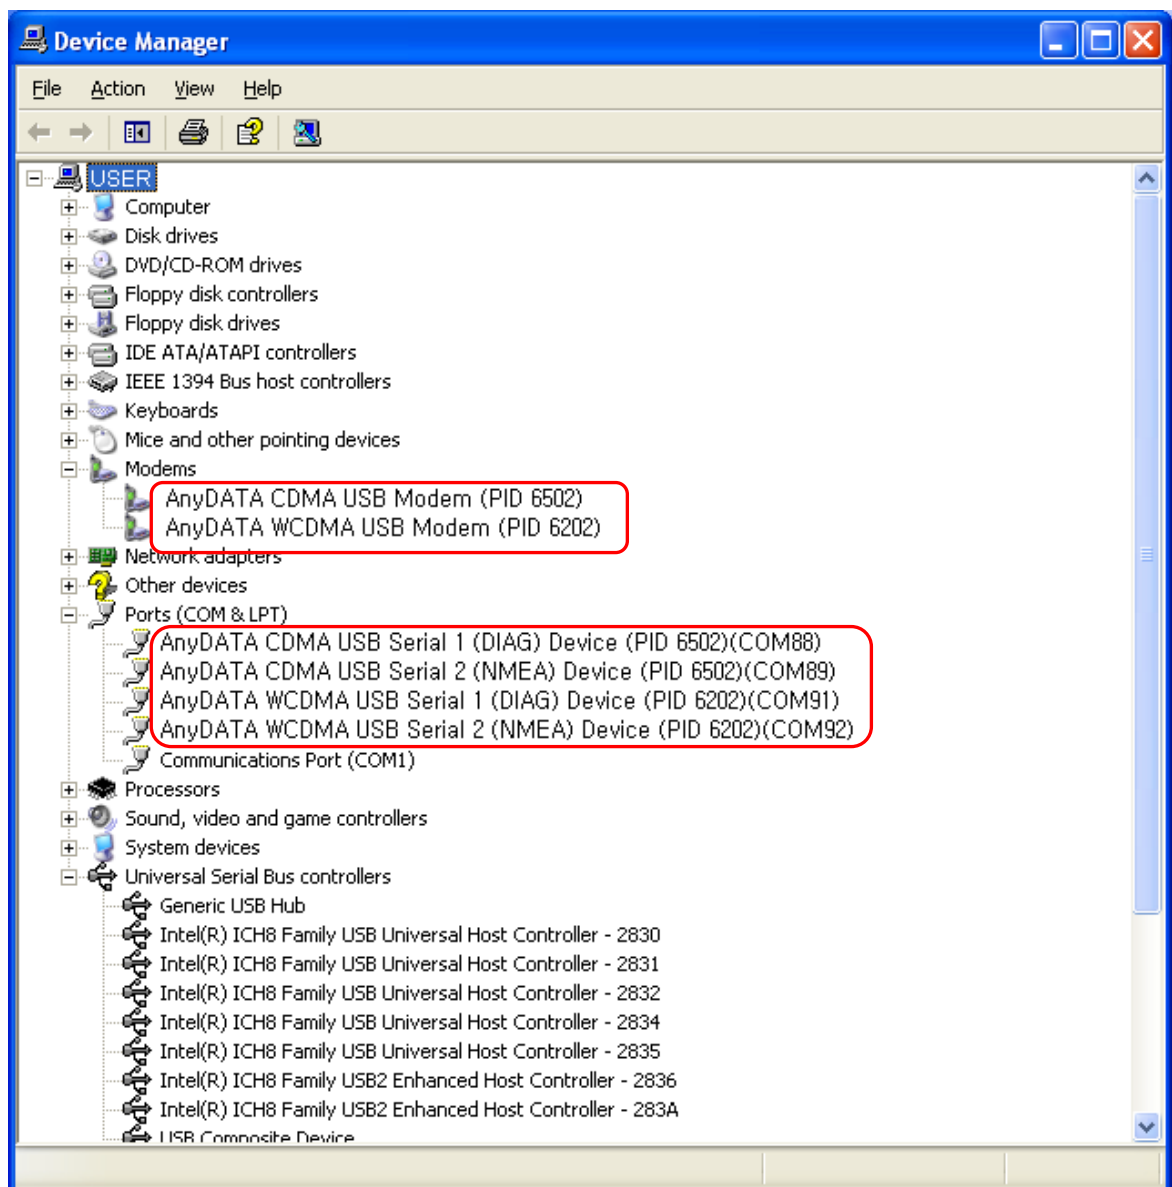 Device Manager
File Action View Help
USER
Computer
Disk drives
DVD/CD-ROM drives
Floppy disk controllers
Floppy disk drives
IDE ATA/ATAPI controllers
IEEE 1394 Bus host controllers
Keyboards
Mice and other pointing devices
Modems
AnyDATA CDMA USB Modem (PID 6502)
AnyDATA WCDMA USB Modem (PID 6202)
Network adapters
Other devices
Ports (COM & LPT)
AnyDATA CDMA USB Serial 1 (DIAG) Device (PID 6502)(COM88)
AnyDATA CDMA USB Serial 2 (NMEA) Device (PID 6502)(COM89)
AnyDATA WCDMA USB Serial 1 (DIAG) Device (PID 6202)(COM91)
AnyDATA WCDMA USB Serial 2 (NMEA) Device (PID 6202)(COM92)
Communications Port (COM1)
Processors
Sound, video and game controllers
System devices
Universal Serial Bus controllers
Generic USB Hub
Intel(R) ICH8 Family USB Universal Host Controller - 2830
Intel(R) ICH8 Family USB Universal Host Controller - 2831
Intel(R) ICH8 Family USB Universal Host Controller - 2832
Intel(R) ICH8 Family USB Universal Host Controller - 2834
Intel(R) ICH8 Family USB Universal Host Controller - 2835
Intel(R) ICH8 Family USB2 Enhanced Host Controller - 2836
Intel(R) ICH8 Family USB2 Enhanced Host Controller - 283A
USB Composite Device